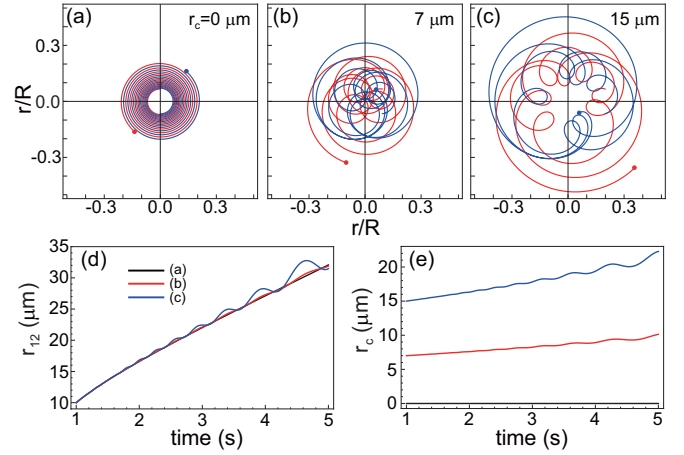 (a) r_c=0 μm
(b) 7 μm
(c) 15 μm
r/R
0.3
0.0
-0.3
-0.3 0.0 0.3
-0.3 0.0 0.3
-0.3 0.0 0.3
r/R
(d)
r_12 (μm)
35
30
25
20
15
10
(a)
(b)
(c)
1 2 3 4 5
time (s)
(e)
r_c (μm)
20
15
10
5
0
1 2 3 4 5
time (s)